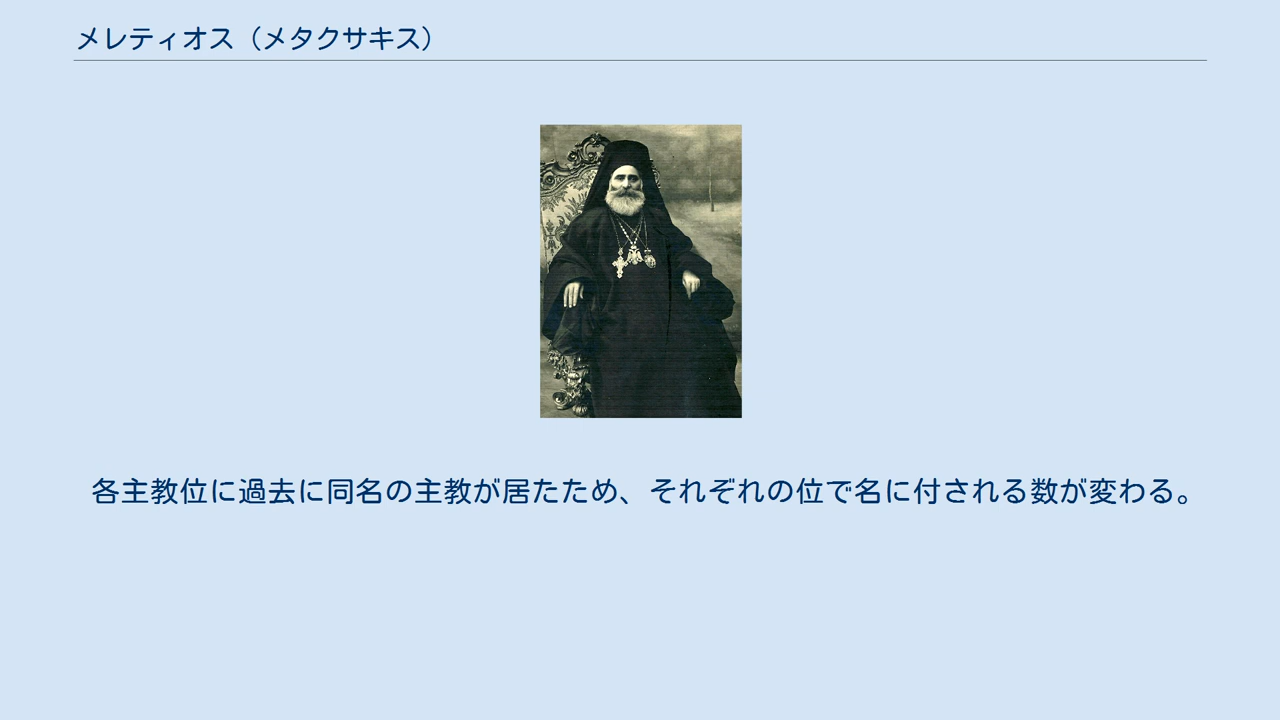 メレティオス（メタクサキス）
各主教位に過去に同名の主教が居たため、それぞれの位で名に付される数が変わる。